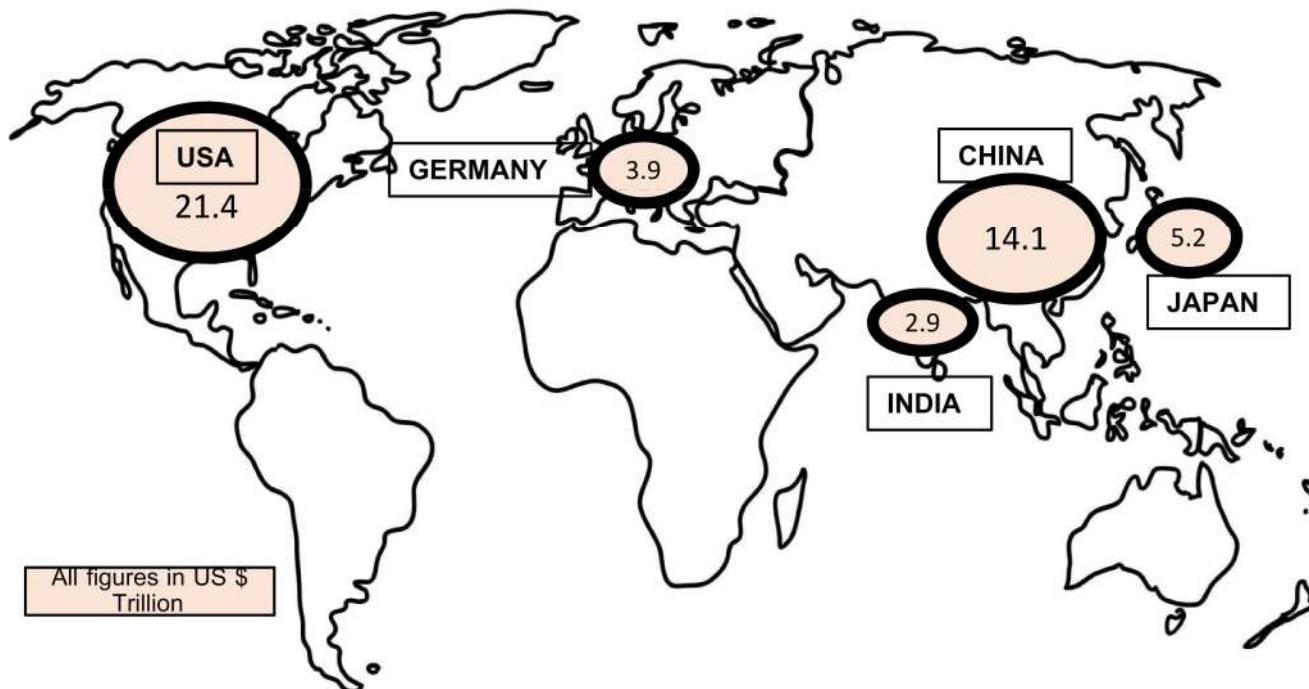 USA
21.4
GERMANY
3.9
CHINA
14.1
5.2
JAPAN
2.9
INDIA
All figures in US $
Trillion